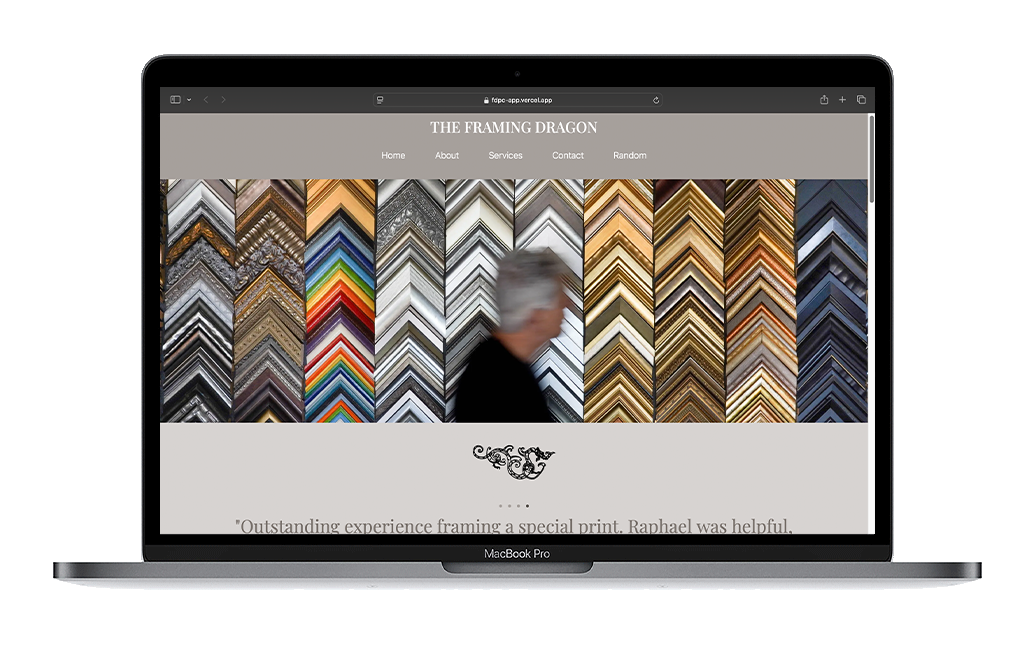 fdpc-app.vercel.app
THE FRAMING DRAGON
Home About Services Contact Random
"Outstanding experience framing a special print. Raphael was helpful,
MacBook Pro